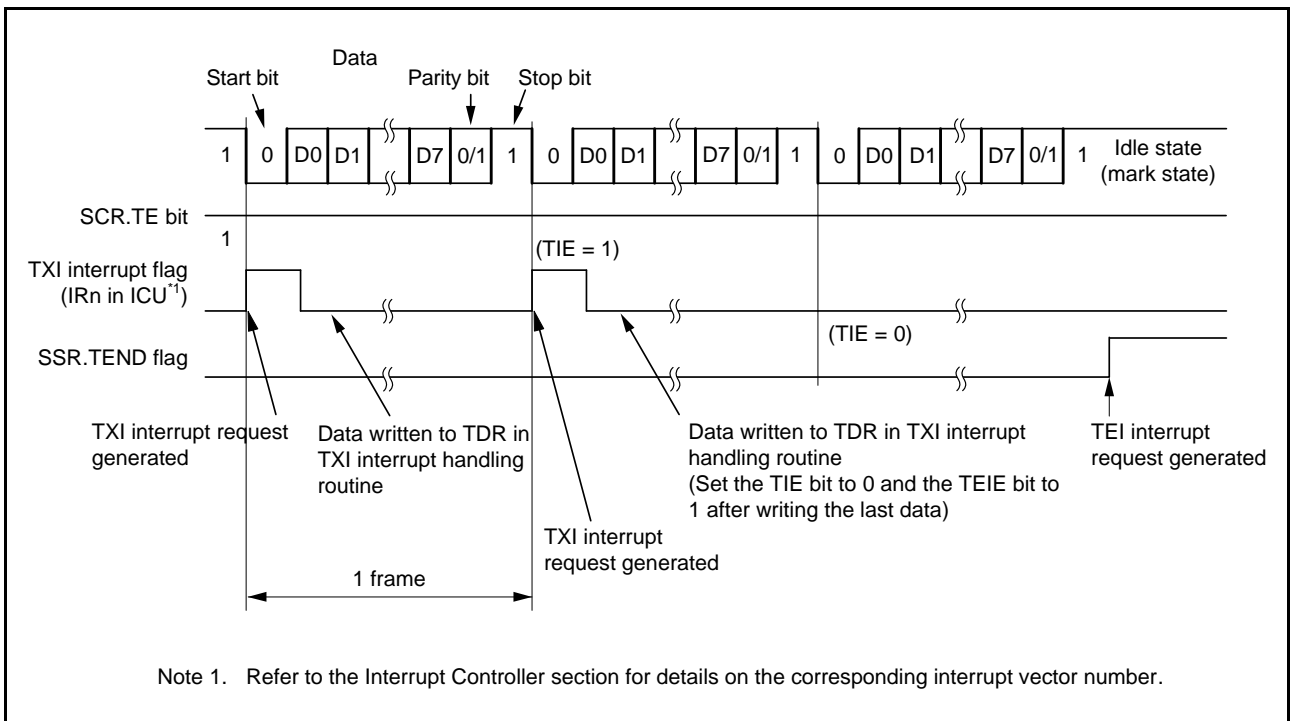 Data
Start bit
Parity bit
Stop bit
1 0 D0 D1 D7 0/1 1 0 D0 D1 D7 0/1 1 0 D0 D1 D7 0/1 1
Idle state
(mark state)
SCR.TE bit
1
(TIE = 1)
TXI interrupt flag
(IRn in ICU*1)
(TIE = 0)
SSR.TEND flag
TXI interrupt request
generated
Data written to TDR in
TXI interrupt handling
routine
Data written to TDR in TXI interrupt
handling routine
(Set the TIE bit to 0 and the TEIE bit to
1 after writing the last data)
TEI interrupt
request generated
TXI interrupt
request generated
1 frame
Note 1. Refer to the Interrupt Controller section for details on the corresponding interrupt vector number.